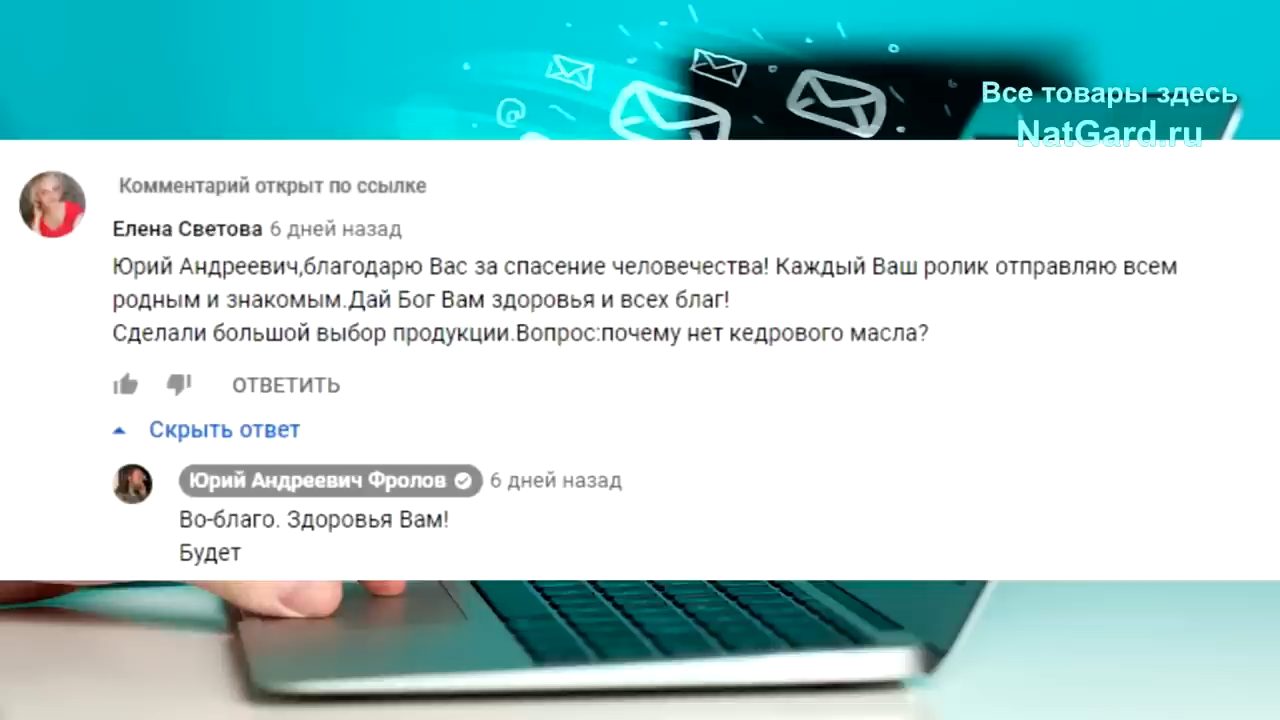 Все товары здесь
NatGard.ru
Комментарий открыт по ссылке
Елена Светова 6 дней назад
Юрий Андреевич,благодарю Вас за спасение человечества! Каждый Ваш ролик отправляю всем
родным и знакомым.Дай Бог Вам здоровья и всех благ!
Сделали большой выбор продукции.Вопрос:почему нет кедрового масла?
ОТВЕТИТЬ
Скрыть ответ
Юрий Андреевич Фролов 6 дней назад
Во-благо. Здоровья Вам!
Будет